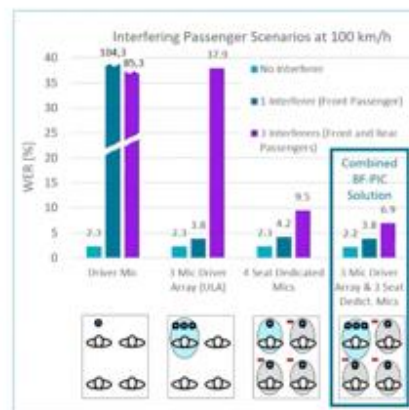 Interfering Passenger Scenarios at 100 km/h
40
35
30
25
20
15
10
5
0
WER [%]
104,3
85,3
37.9
No Interferer
1 Interferer (Front Passenger)
3 Interferers (Front and Rear
Passengers)
Combined
BF-PIC
Solution
2.3
2.3
3.8
2.3
4.2
9.5
2.2
3.8
6.9
Driver Mic
3 Mic Driver
Array (ULA)
4 Seat Dedicated
Mics
3 Mic Driver
Array & 3 Seat
Dedict. Mics